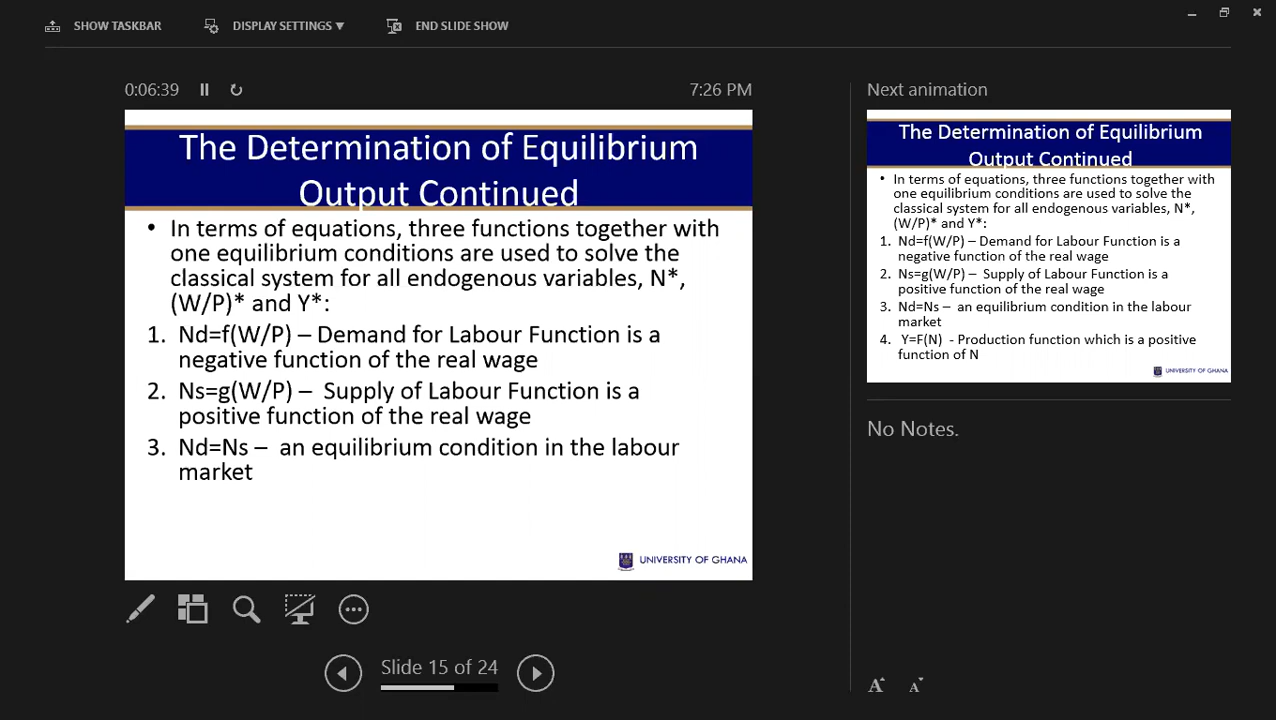 SHOW TASKBAR
DISPLAY SETTINGS ▼
END SLIDE SHOW
0:06:39
7:26 PM
The Determination of Equilibrium
Output Continued
• In terms of equations, three functions together with
one equilibrium conditions are used to solve the
classical system for all endogenous variables, N*,
(W/P)* and Y*:
1. Nd=f(W/P) – Demand for Labour Function is a
negative function of the real wage
2. Ns=g(W/P) – Supply of Labour Function is a
positive function of the real wage
3. Nd=Ns – an equilibrium condition in the labour
market
UNIVERSITY OF GHANA
Slide 15 of 24
Next animation
The Determination of Equilibrium
Output Continued
• In terms of equations, three functions together with
one equilibrium conditions are used to solve the
classical system for all endogenous variables, N*,
(W/P)* and Y*:
1. Nd=f(W/P) – Demand for Labour Function is a
negative function of the real wage
2. Ns=g(W/P) – Supply of Labour Function is a
positive function of the real wage
3. Nd=Ns – an equilibrium condition in the labour
market
4. Y=F(N) - Production function which is a positive
function of N
UNIVERSITY OF GHANA
No Notes.
A A